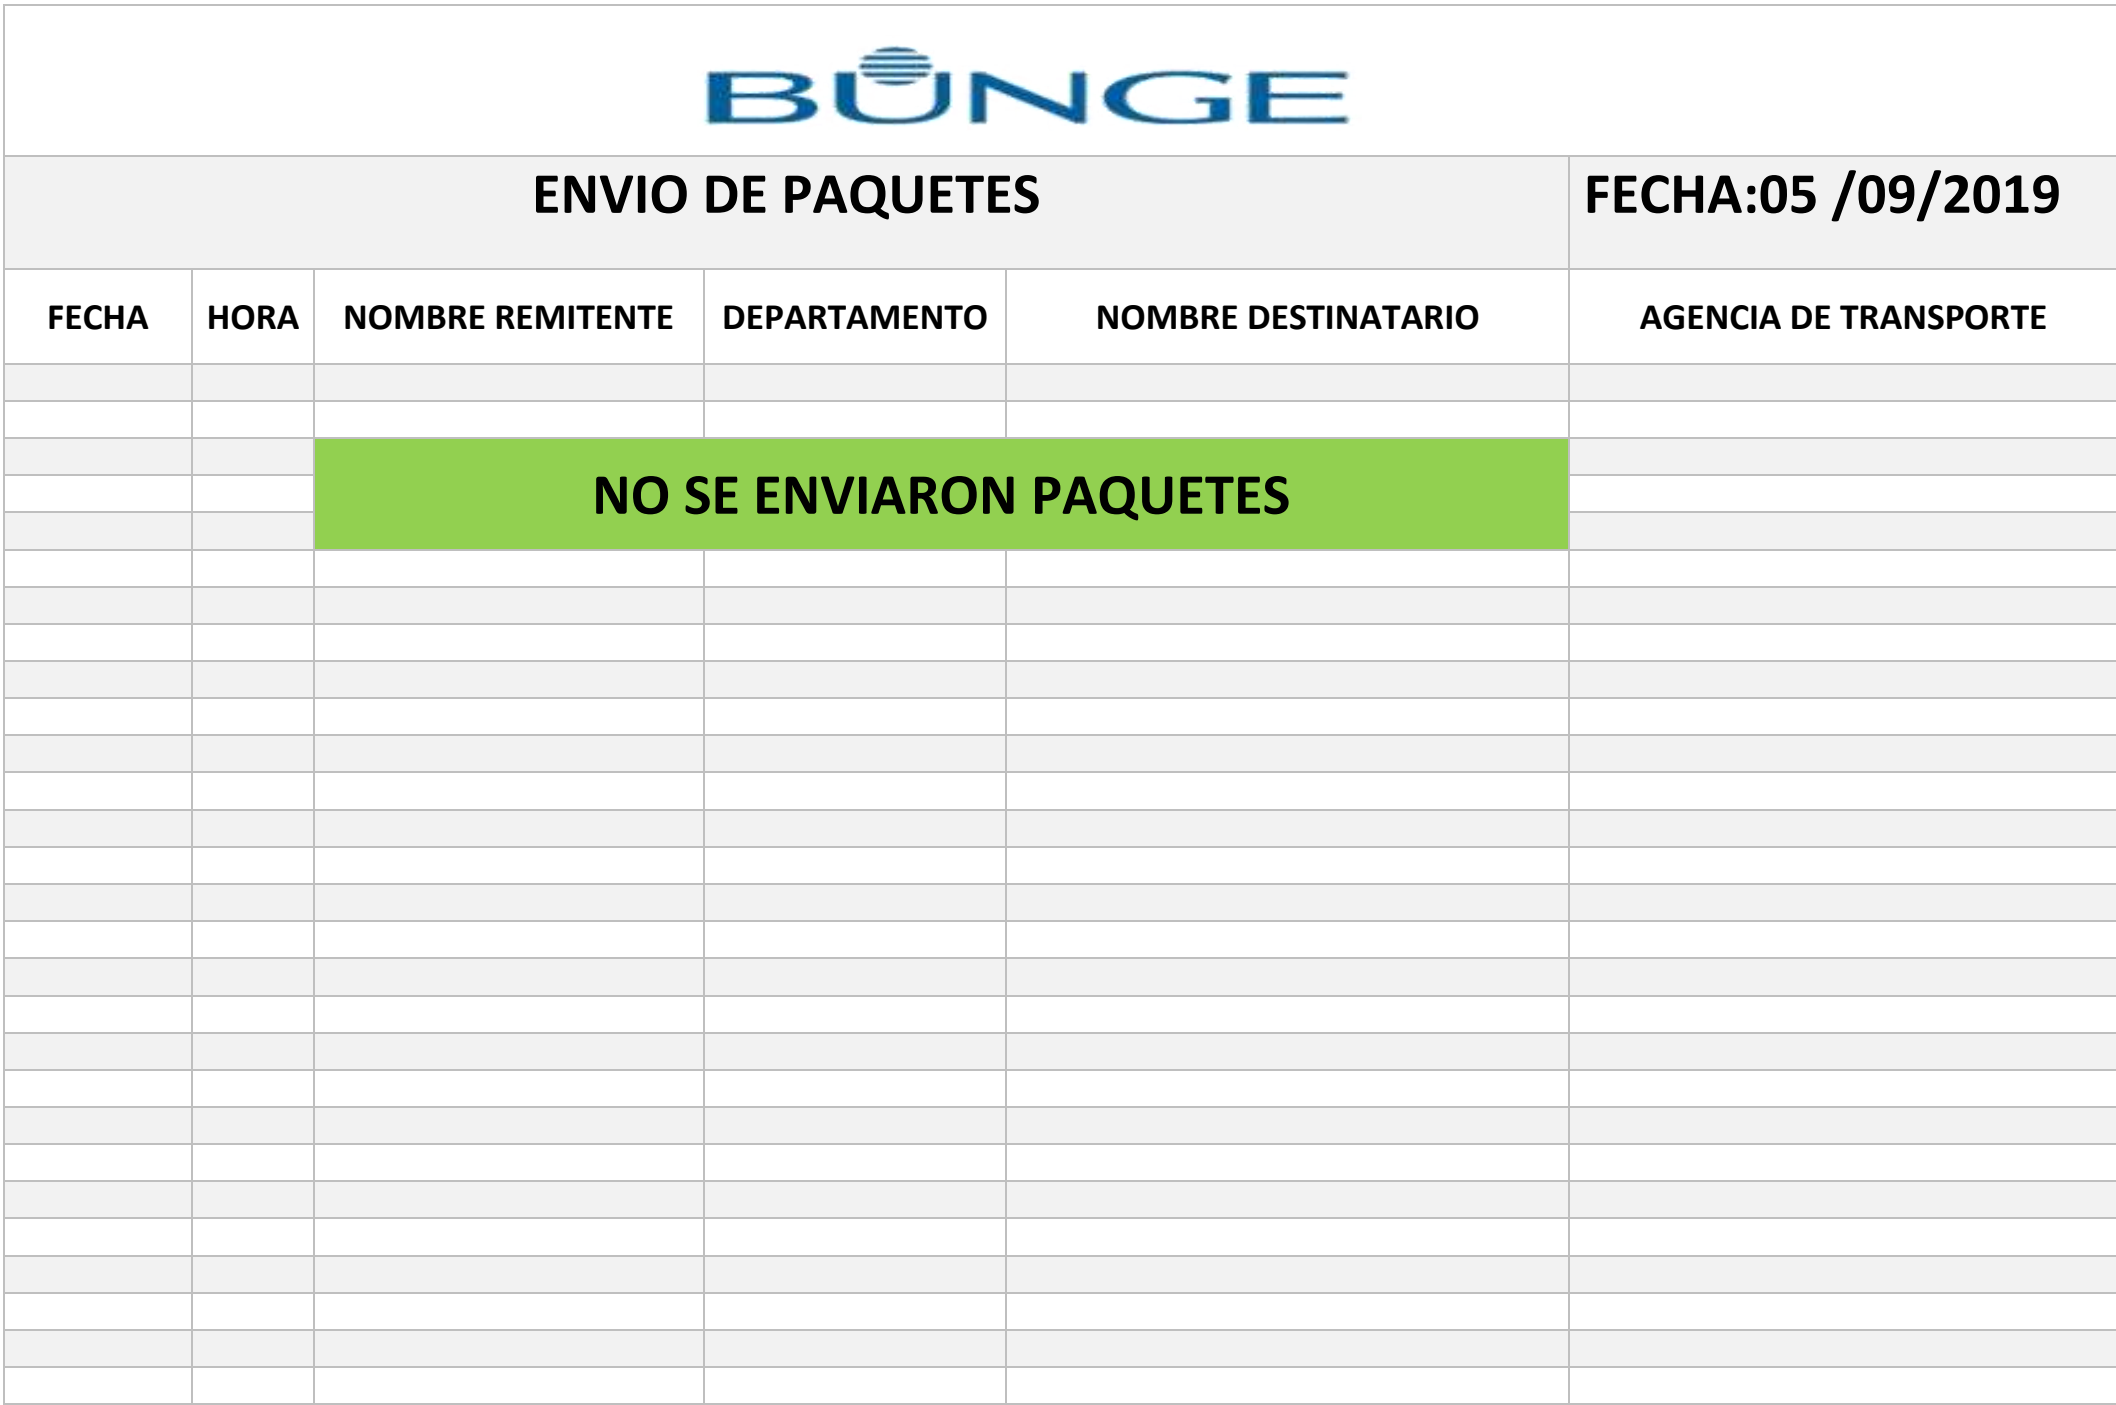 BUNGE
ENVIO DE PAQUETES
FECHA:05 /09/2019
FECHA HORA NOMBRE REMITENTE DEPARTAMENTO NOMBRE DESTINATARIO AGENCIA DE TRANSPORTE
NO SE ENVIARON PAQUETES